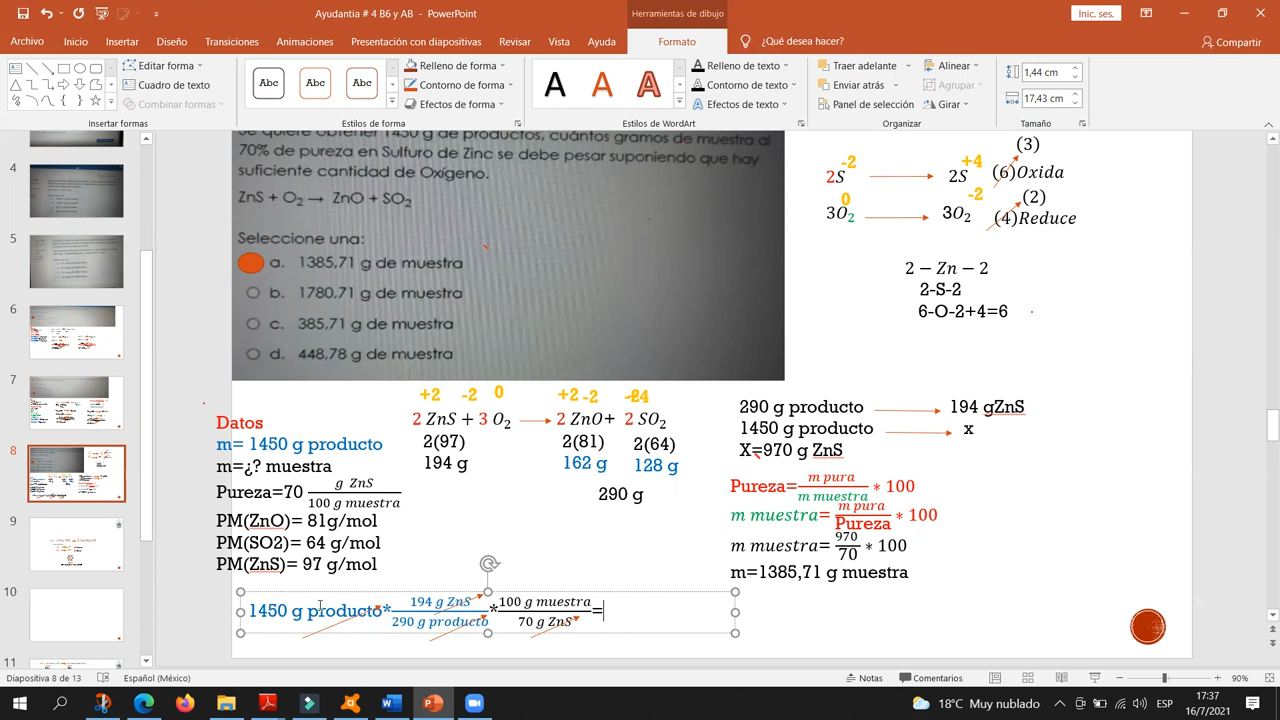 Ayudantia # 4 B6 y AB - PowerPoint
Herramientas de dibujo
Inic. ses.
Archivo Inicio Insertar Diseño Transiciones Animaciones Presentación con diapositivas Revisar Vista Ayuda Formato ¿Qué desea hacer? Compartir
Editar forma
Cuadro de texto
Combinar formas
Insertar formas
Abc Abc Abc
Relleno de forma
Contorno de forma
Efectos de forma
Estilos de forma
A A A
Relleno de texto
Contorno de texto
Efectos de texto
Estilos de WordArt
Traer adelante
Enviar atrás
Panel de selección
Alinear
Agrupar
Girar
Organizar
1,44 cm
17,43 cm
Tamaño
4
5
6
7
8
9
10
11
Se quiere obtener 1450 g de productos, cuántos gramos de muestra al
70% de pureza en Sulfuro de Zinc se debe pesar suponiendo que hay
suficiente cantidad de Oxígeno.
ZnS + O₂ → ZnO + SO₂
Seleccione una:
a. 1385,71 g de muestra
b. 1780,71 g de muestra
c. 385,71 g de muestra
d. 448,78 g de muestra
(3)
-2 +4
2S 2S (6)Oxida
0 -2 (2)
3O₂ 3O₂ (4)Reduce
2 − Zn − 2
2-S-2
6-O-2+4=6
Datos
m= 1450 g producto
m=¿? muestra
Pureza=70 g ZnS / 100 g muestra
PM(ZnO)= 81g/mol
PM(SO2)= 64 g/mol
PM(ZnS)= 97 g/mol
+2 -2 0 +2 -2
2 ZnS + 3 O₂ 2 ZnO+ 2 SO₂
2(97) 2(81) 2(64)
194 g 162 g 128 g
290 g
290 g producto 194 gZnS
1450 g producto x
X=970 g ZnS
Pureza= m pura / m muestra * 100
m muestra= m pura / Pureza * 100
m muestra= 970 / 70 * 100
m=1385,71 g muestra
1450 g producto* 194 g ZnS / 290 g producto * 100 g muestra / 70 g ZnS =
Diapositiva 8 de 13 Español (México) Notas Comentarios 90%
18°C Muy nublado ESP 17:37
16/7/2021